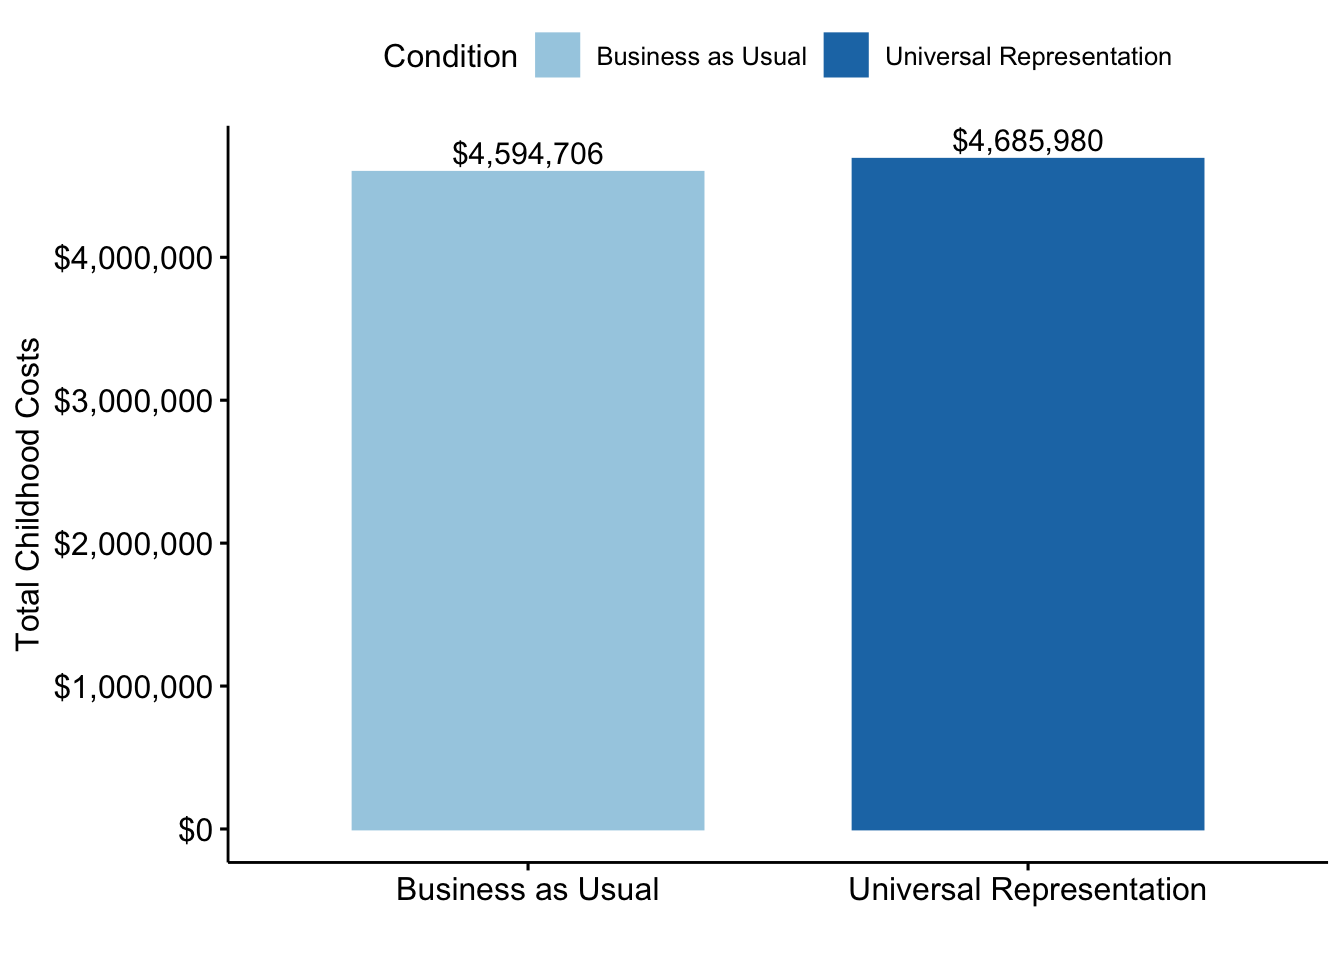 Condition Business as Usual Universal Representation
$4,594,706
$4,685,980
$4,000,000
$3,000,000
$2,000,000
$1,000,000
$0
Total Childhood Costs
Business as Usual
Universal Representation